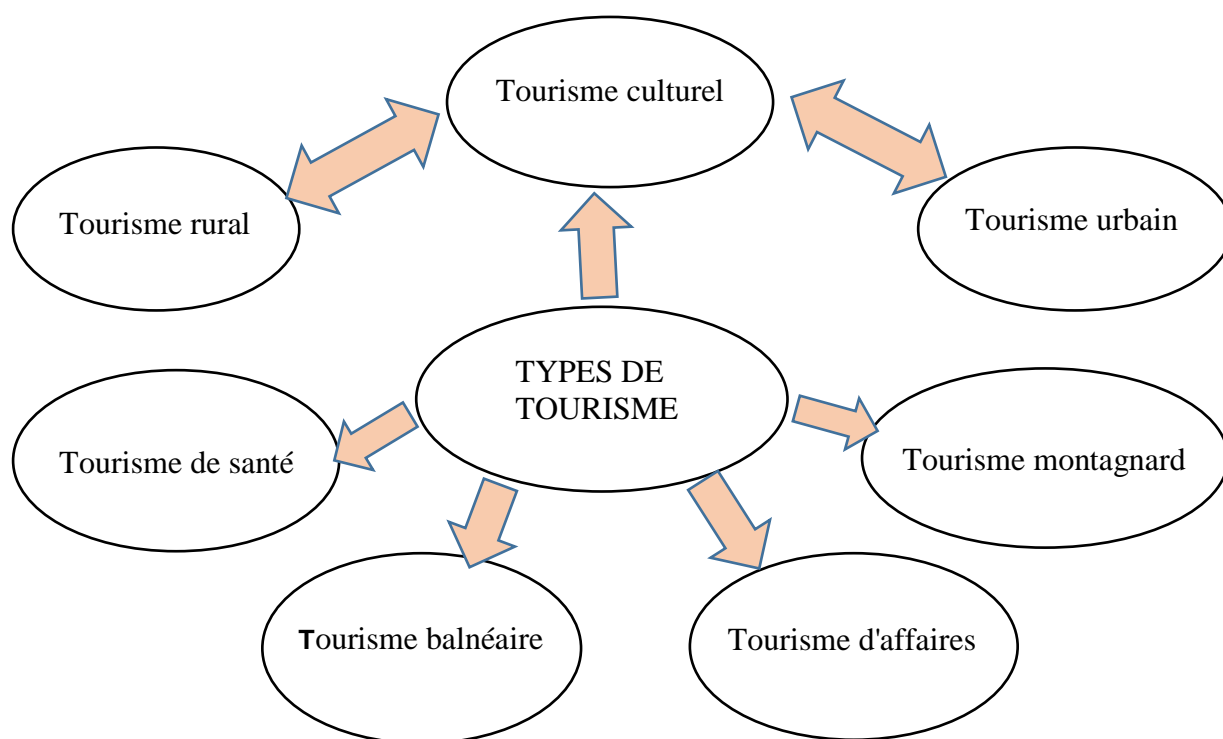 Tourisme culturel
Tourisme rural
Tourisme urbain
TYPES DE
TOURISME
Tourisme de santé
Tourisme montagnard
Tourisme balnéaire
Tourisme d'affaires